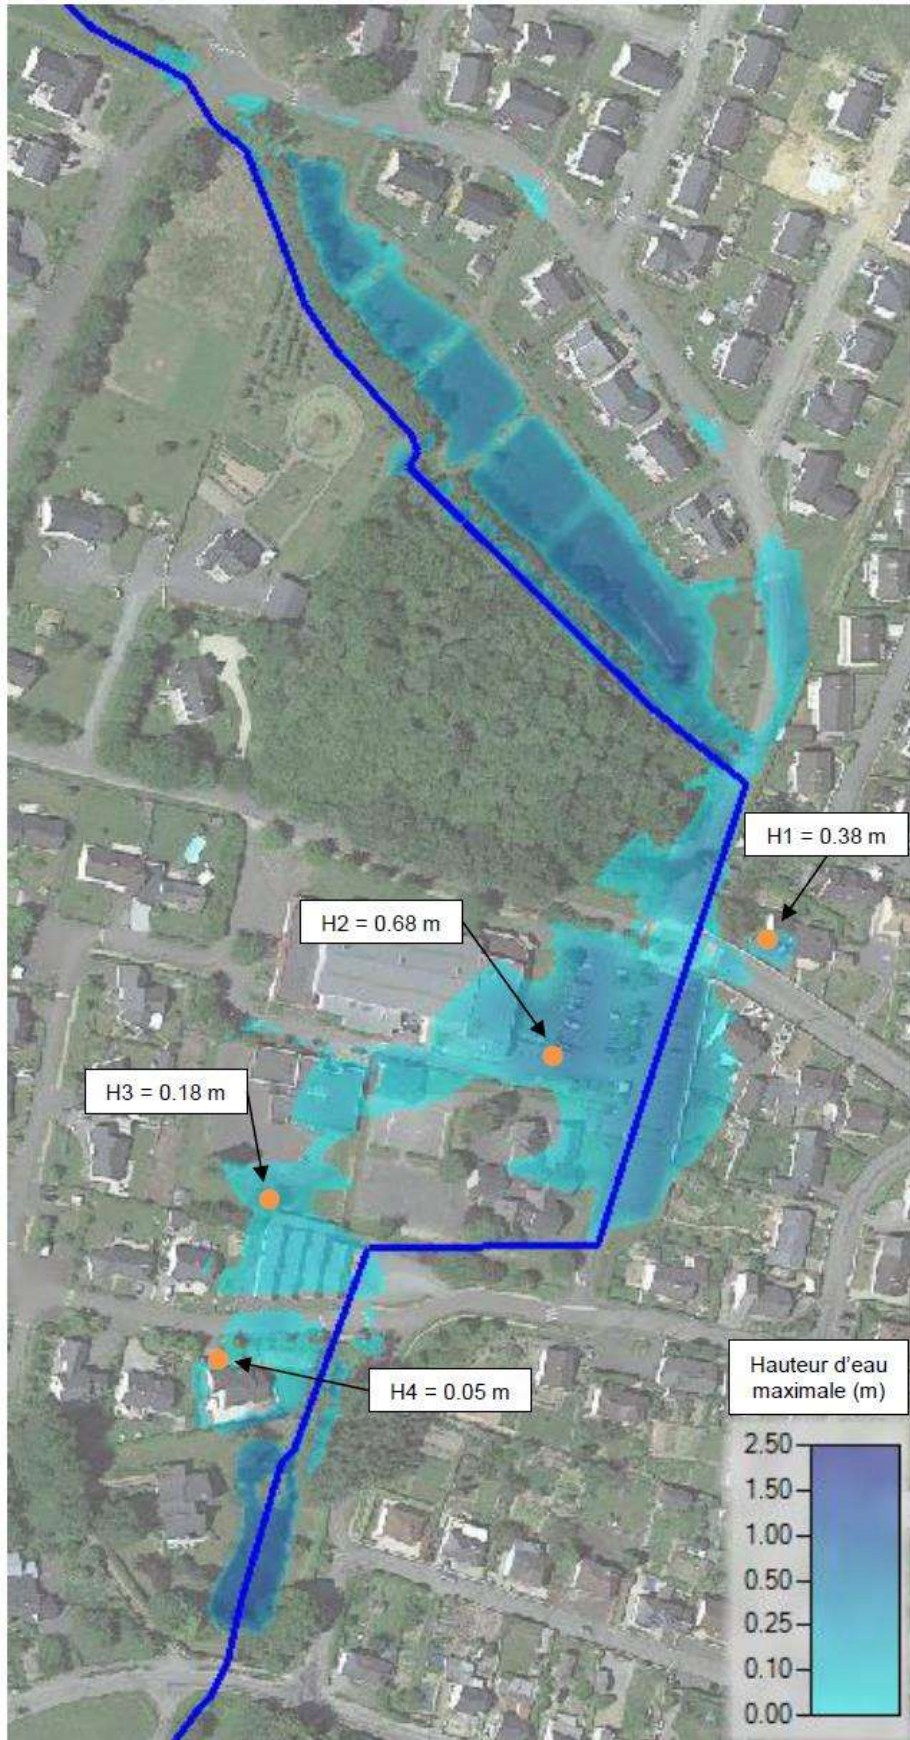 H1 = 0.38 m
H2 = 0.68 m
H3 = 0.18 m
H4 = 0.05 m
Hauteur d'eau
maximale (m)
2.50
1.50
1.00
0.50
0.25
0.10
0.00